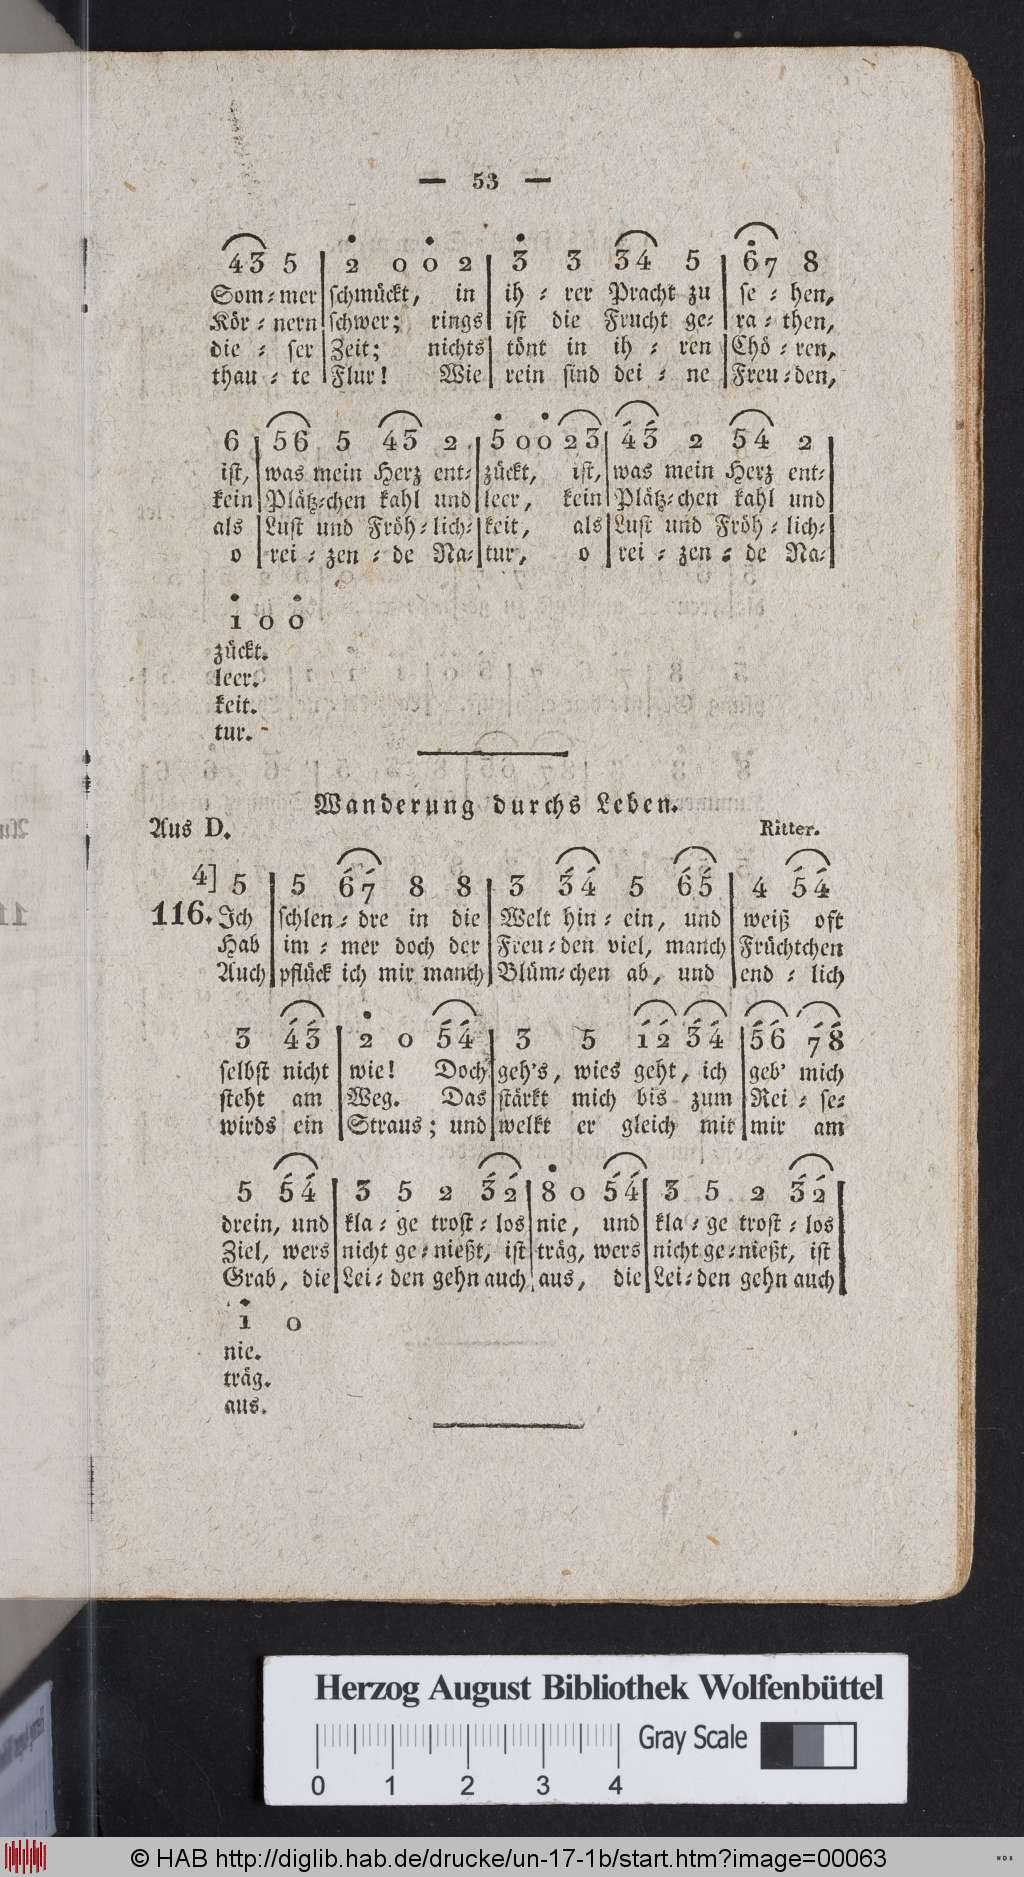 — 53 —
43 5 | 2 0 0 2 | 3 3 34 5 | 67 8
Som-mer | schmückt, in | ih-rer Pracht zu | se-hen,
Kör-nern | schwer; rings | ist die Frucht ge- | ra-then,
die-ser | Zeit; nichts | tönt in ih-ren | Chö-ren,
thau-te | Flur! Wie | rein sind dei-ne | Freu-den,
6 | 56 5 43 2 | 5 0 0 23 | 43 2 54 2 |
ist, | was mein Herz ent- | zückt, ist, | was mein Herz ent- |
kein | Plätz-chen kahl und | leer, kein | Plätz-chen kahl und |
als | Lust und Fröh-lich- | keit, als | Lust und Fröh-lich- |
o | rei-zen-de Na- | tur, o | rei-zen-de Na- |
1 0 0
zückt.
leer.
keit.
tur.
Wanderung durchs Leben.
Aus D. Ritter.
4] 5 | 5 67 8 8 | 3 34 5 65 | 4 54
116. Ich | schlen-dre in die | Welt hin-ein, und | weiß oft
Hab | im-mer doch der | Freu-den viel, manch | Früchtchen
Auch | pflück ich mir manch | Blüm-chen ab, und | end-lich
3 43 | 2 0 54 | 3 5 12 34 | 56 78
selbst nicht | wie! Doch | geh's, wies geht, ich | geb' mich
steht am | Weg. Das | stärkt mich bis zum | Rei-se-
wirds ein | Straus; und | welkt er gleich mit | mir am
5 54 | 3 5 2 32 | 8 0 54 | 3 5 2 32 |
drein, und | kla-ge trost-los | nie, und | kla-ge trost-los |
Ziel, wers | nicht ge-nießt, ist | träg, wers | nicht ge-nießt, ist |
Grab, die | Lei-den gehn auch | aus, die | Lei-den gehn auch |
1 0
nie.
träg.
aus.
Herzog August Bibliothek Wolfenbüttel
Gray Scale
0 1 2 3 4
© HAB http://diglib.hab.de/drucke/un-17-1b/start.htm?image=00063